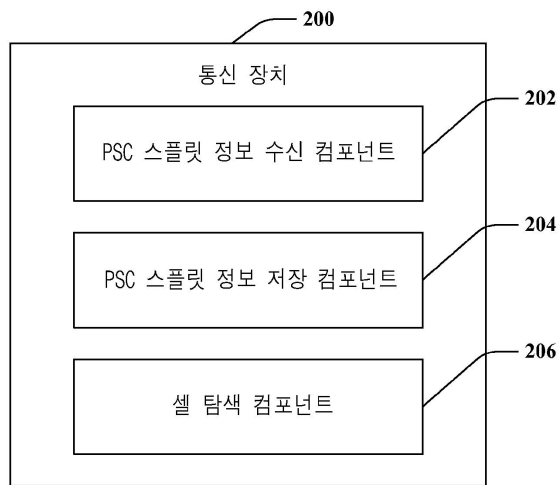 200
통신 장치
202
PSC 스플릿 정보 수신 컴포넌트
204
PSC 스플릿 정보 저장 컴포넌트
206
셀 탐색 컴포넌트